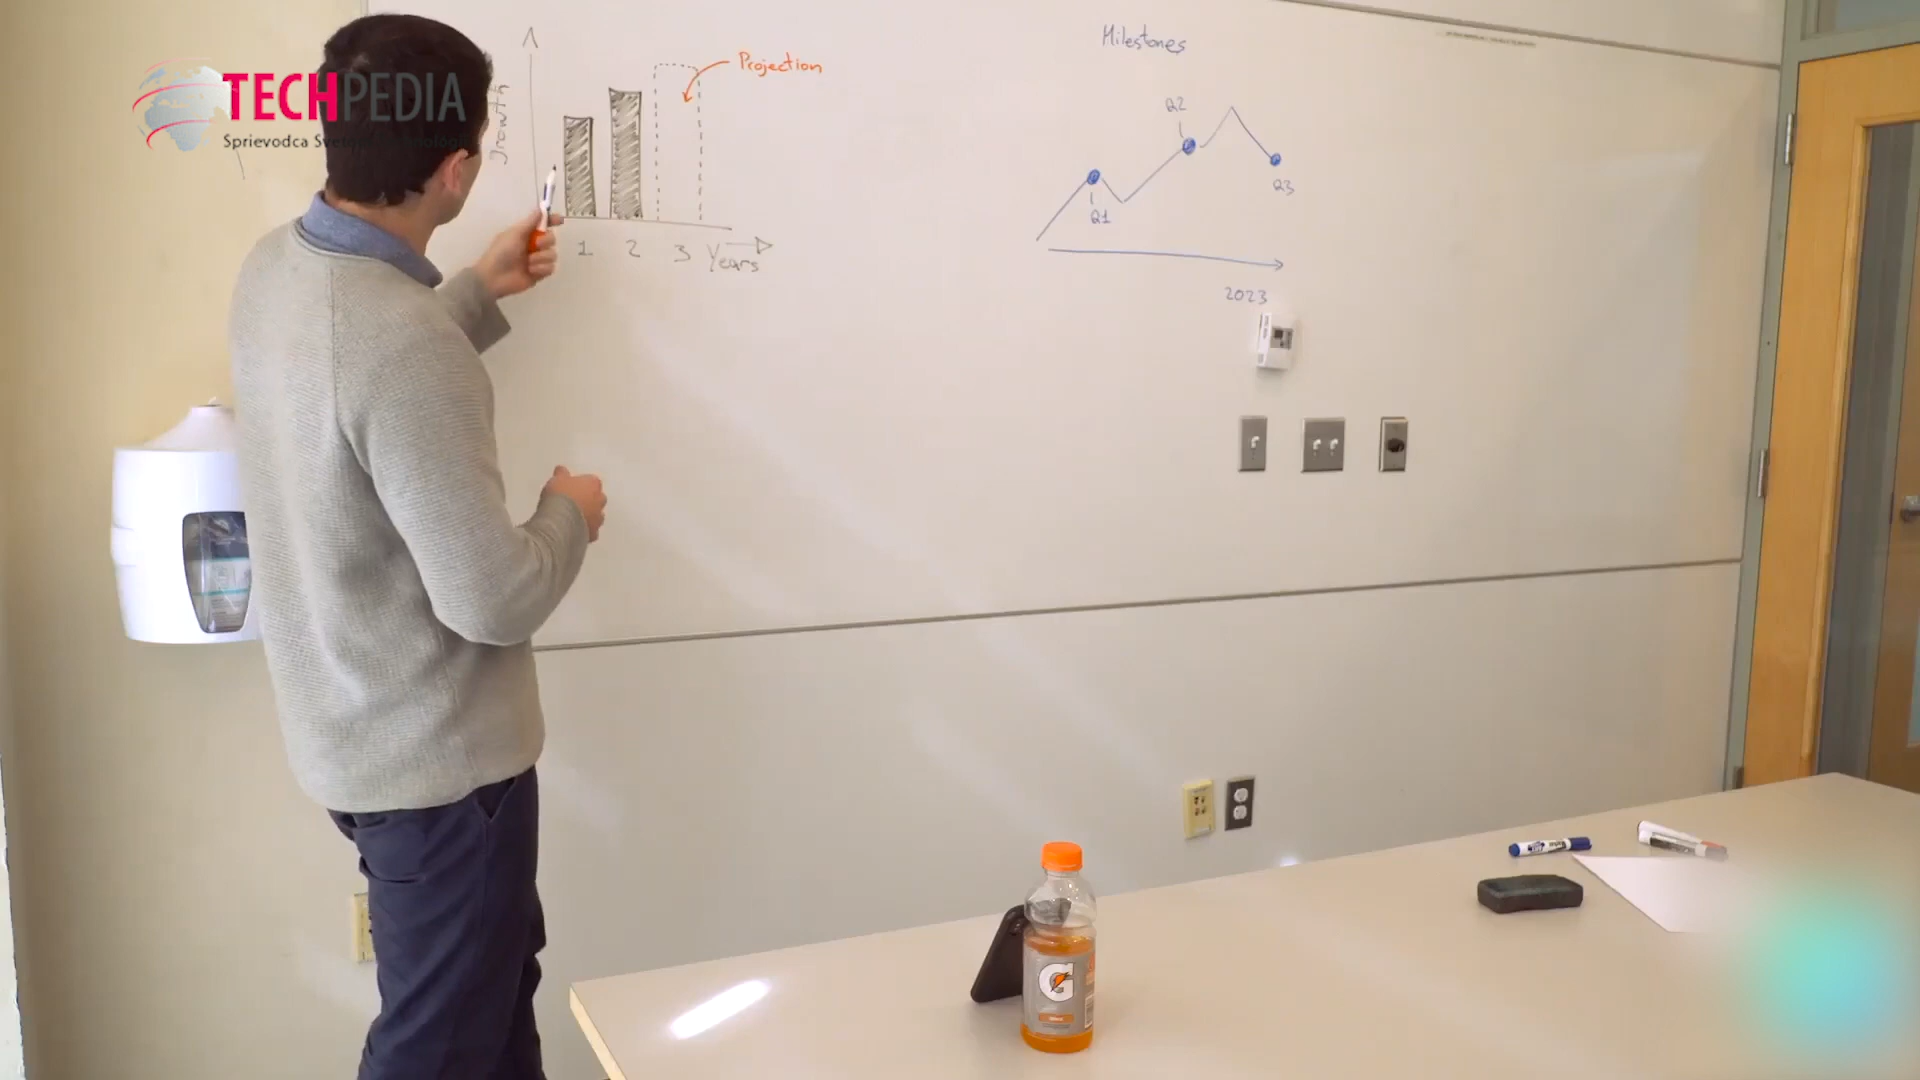 TECHPEDIA
Sprievodca
Growth
Projection
1 2 3 Years
Milestones
Q2
Q1
Q3
2023
G